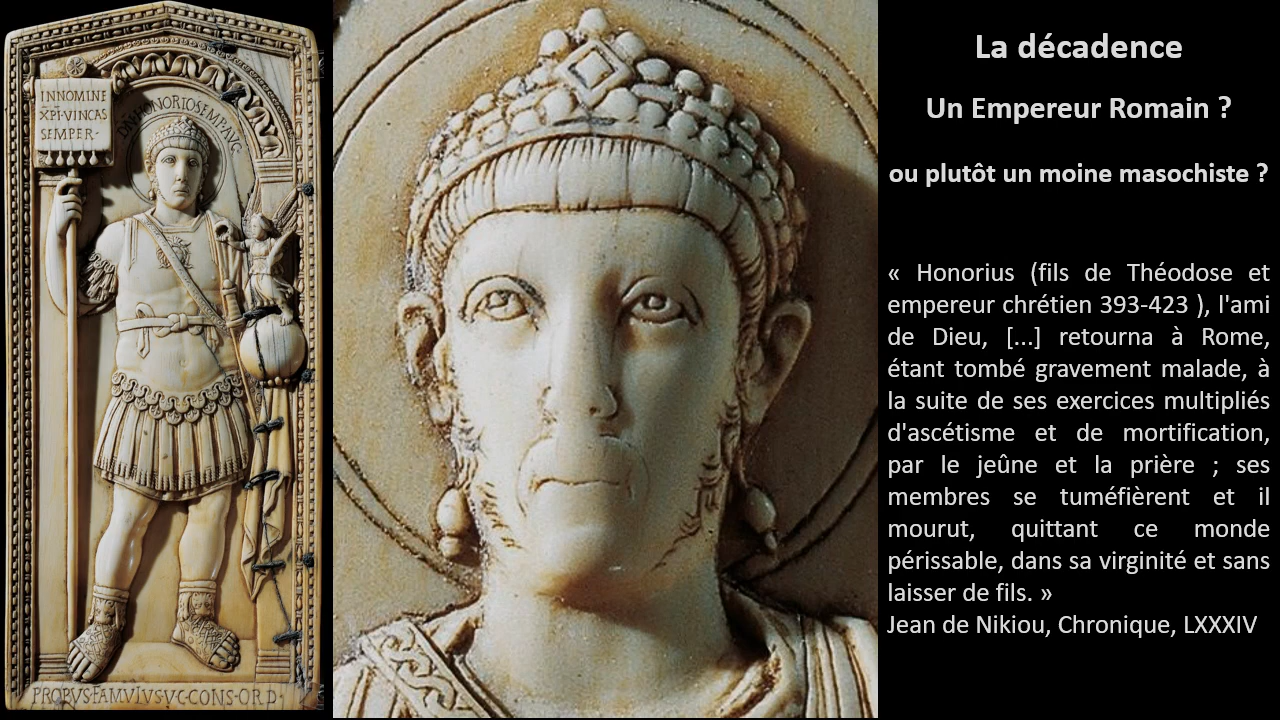 INNOMINE
XPI·VINCAS
SEMPER·
DN HONORIO SEMP AVG
PROBVS·FAMVLVS·V·C·CONS·ORD·
La décadence
Un Empereur Romain ?
ou plutôt un moine masochiste ?
« Honorius (fils de Théodose et
empereur chrétien 393-423 ), l'ami
de Dieu, [...] retourna à Rome,
étant tombé gravement malade, à
la suite de ses exercices multipliés
d'ascétisme et de mortification,
par le jeûne et la prière ; ses
membres se tuméfièrent et il
mourut, quittant ce monde
périssable, dans sa virginité et sans
laisser de fils. »
Jean de Nikiou, Chronique, LXXXIV